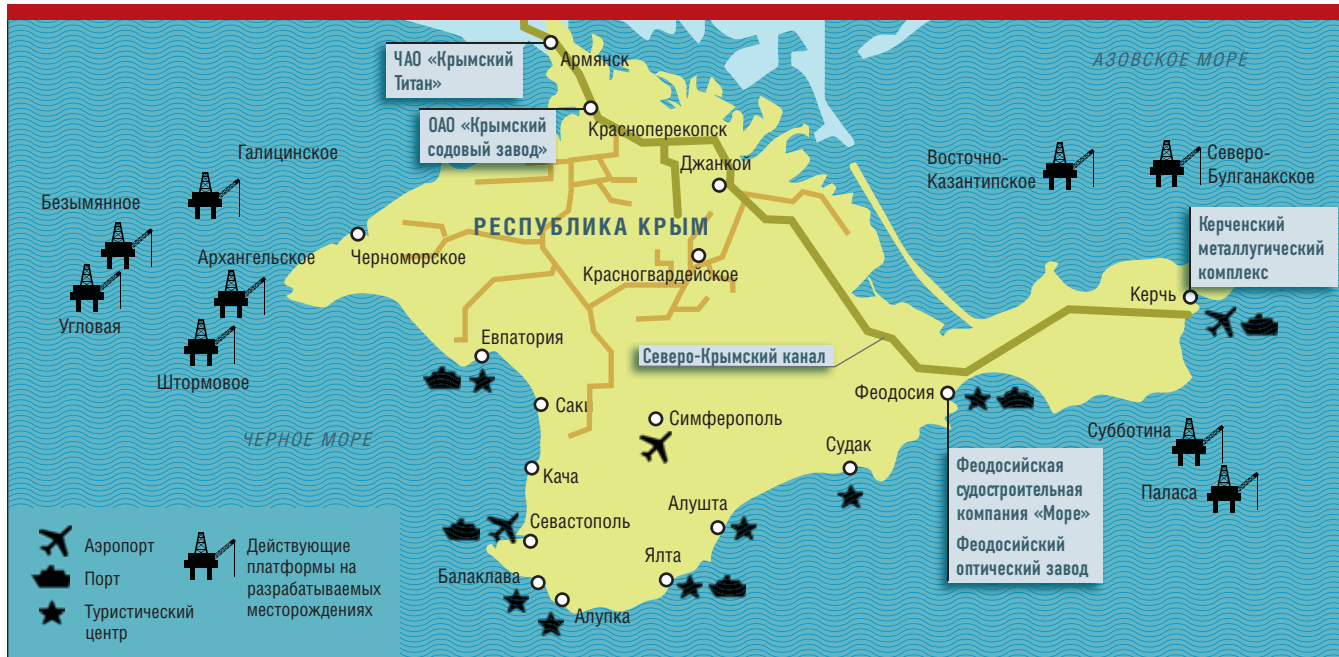 ЧАО «Крымский
Титан»
Армянск
АЗОВСКОЕ МОРЕ
ОАО «Крымский
содовый завод»
Красноперекопск
Джанкой
Галицинское
Безымянное
Архангельское
Угловая
Штормовое
Восточно-
Казантипское
Северо-
Булганакское
РЕСПУБЛИКА КРЫМ
Черноморское
Красногвардейское
Керченский
металлугический
комплекс
Керчь
Евпатория
Северо-Крымский канал
Саки
Симферополь
Феодосия
ЧЕРНОЕ МОРЕ
Судак
Субботина
Паласа
Кача
Алушта
Севастополь
Ялта
Балаклава
Алупка
Феодосийская
судостроительная
компания «Море»
Феодосийский
оптический завод
Аэропорт
Порт
Туристический
центр
Действующие
платформы на
разрабатываемых
месторождениях